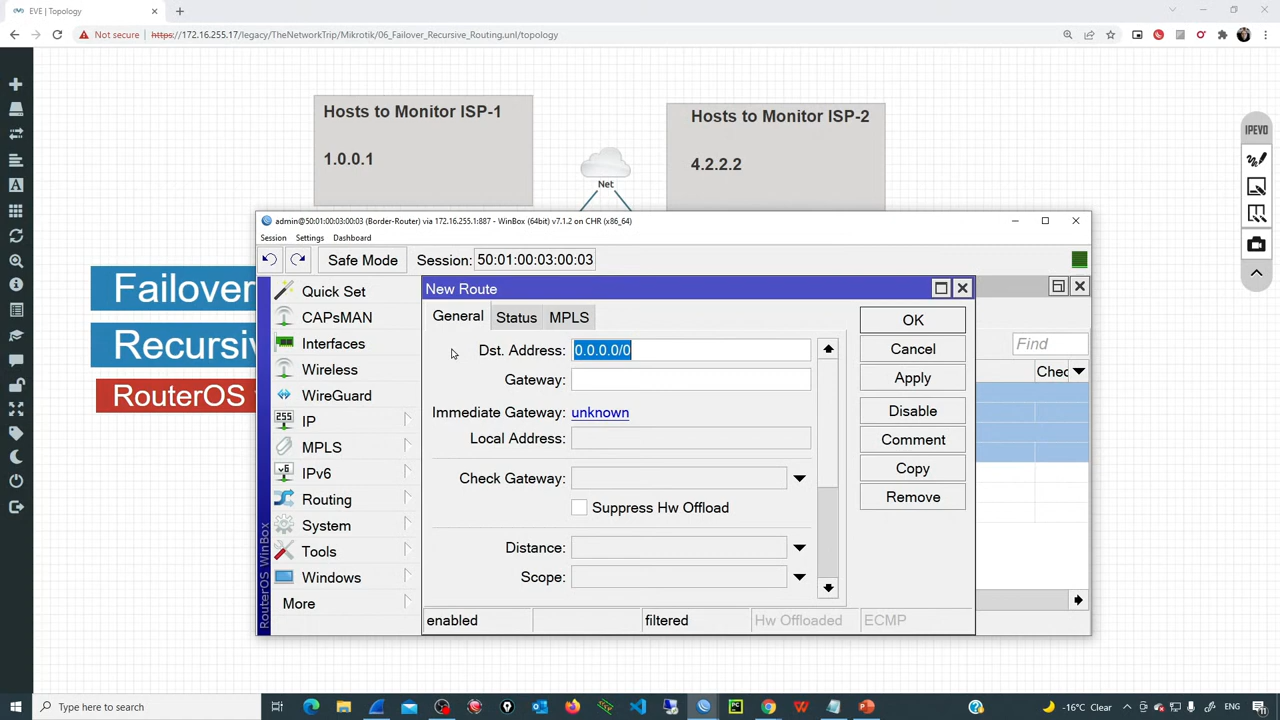 EVE | Topology
Not secure
https://172.16.255.17/legacy/TheNetworkTrip/Mikrotik/06_Failover_Recursive_Routing.unl/topology
Hosts to Monitor ISP-1
1.0.0.1
Hosts to Monitor ISP-2
4.2.2.2
Net
IPEVO
Failover
Recursiv
RouterOS
admin@50:01:00:03:00:03 (Border-Router) via 172.16.255.1:887 - WinBox (64bit) v7.1.2 on CHR (x86_64)
Session Settings Dashboard
Safe Mode
Session: 50:01:00:03:00:03
Quick Set
CAPsMAN
Interfaces
Wireless
WireGuard
IP
MPLS
IPv6
Routing
System
Tools
Windows
More
RouterOS WinBox
New Route
General Status MPLS
Dst. Address: 0.0.0.0/0
Gateway:
Immediate Gateway: unknown
Local Address:
Check Gateway:
Suppress Hw Offload
Distance:
Scope:
OK
Cancel
Apply
Disable
Comment
Copy
Remove
enabled
filtered
Hw Offloaded
ECMP
Find
Chec
Type here to search
-16°C Clear
ENG